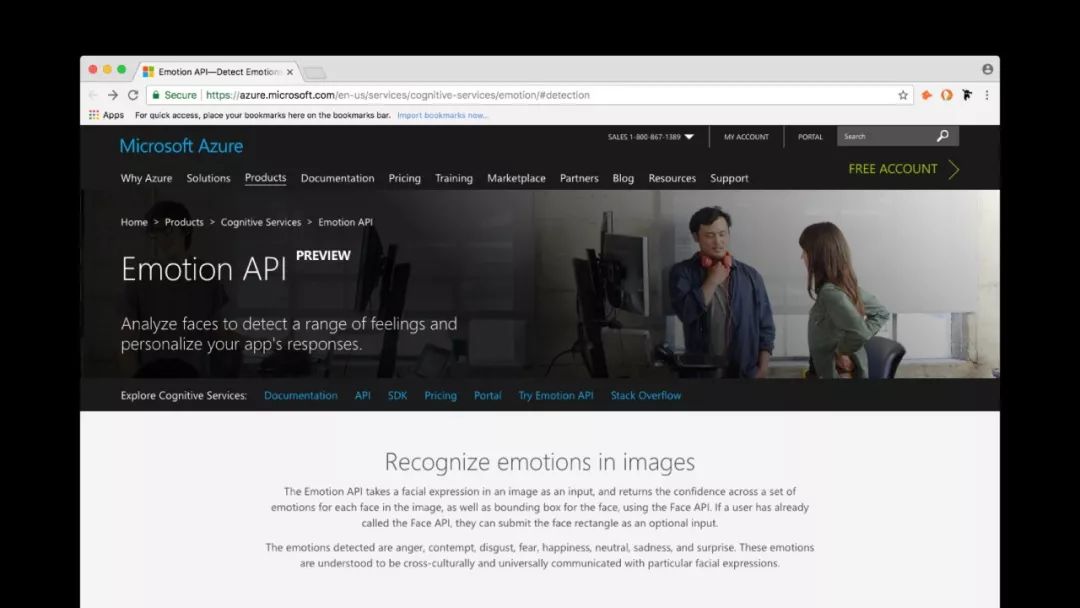 Emotion API—Detect Emotions
Secure https://azure.microsoft.com/en-us/services/cognitive-services/emotion/#detection
Apps For quick access, place your bookmarks here on the bookmarks bar. Import bookmarks now...
SALES 1-800-867-1389 MY ACCOUNT PORTAL Search
Microsoft Azure
FREE ACCOUNT
Why Azure Solutions Products Documentation Pricing Training Marketplace Partners Blog Resources Support
Home > Products > Cognitive Services > Emotion API
Emotion API PREVIEW
Analyze faces to detect a range of feelings and
personalize your app's responses.
Explore Cognitive Services: Documentation API SDK Pricing Portal Try Emotion API Stack Overflow
Recognize emotions in images
The Emotion API takes a facial expression in an image as an input, and returns the confidence across a set of
emotions for each face in the image, as well as bounding box for the face, using the Face API. If a user has already
called the Face API, they can submit the face rectangle as an optional input.
The emotions detected are anger, contempt, disgust, fear, happiness, neutral, sadness, and surprise. These emotions
are understood to be cross-culturally and universally communicated with particular facial expressions.